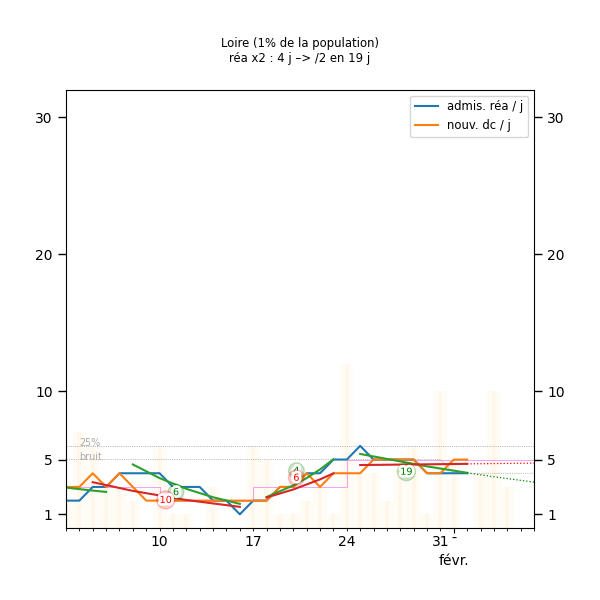 Loire (1% de la population)
réa x2 : 4 j –> /2 en 19 j
admis. réa / j
nouv. dc / j
30 30
20 20
10 10
25%
bruit
5 5
4
6
19
6
10
1 1
10 17 24 31 -
févr.